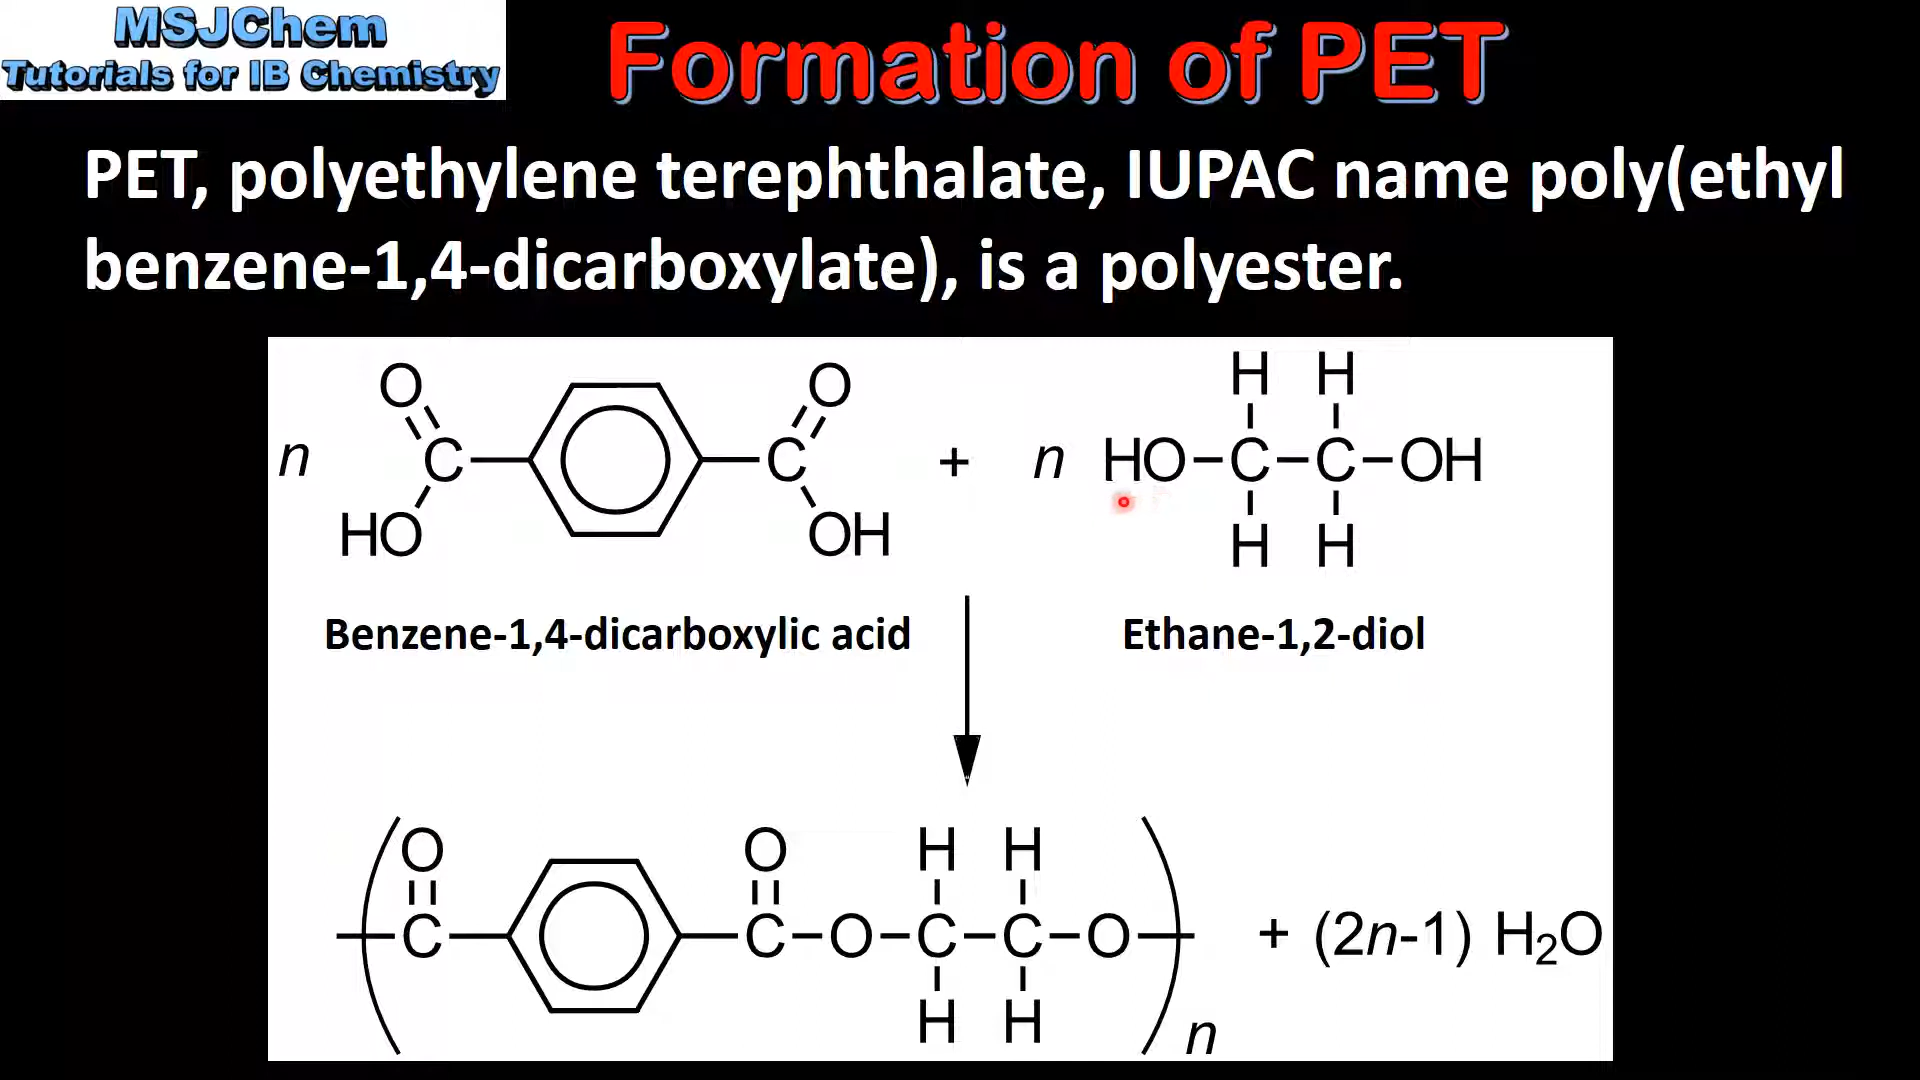 MSJChem
Tutorials for IB Chemistry
Formation of PET
PET, polyethylene terephthalate, IUPAC name poly(ethyl
benzene-1,4-dicarboxylate), is a polyester.
O O H H
n C C + n HO C C OH
HO OH H H
Benzene-1,4-dicarboxylic acid Ethane-1,2-diol
O O H H
C C O C C O + (2n-1) H₂O
H H
n